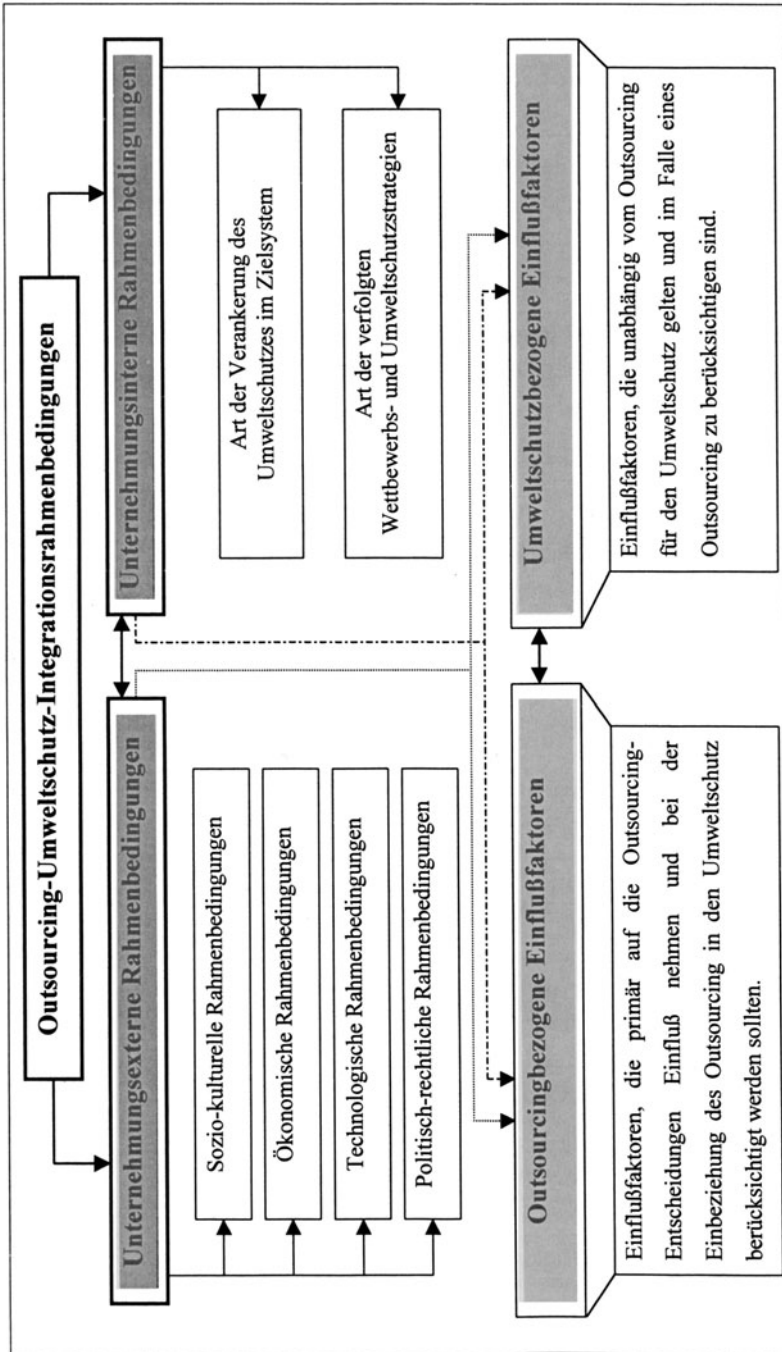 Outsourcing-Umweltschutz-Integrationsrahmenbedingungen
Unternehmungsexterne Rahmenbedingungen
Unternehmungsinterne Rahmenbedingungen
Sozio-kulturelle Rahmenbedingungen
Ökonomische Rahmenbedingungen
Technologische Rahmenbedingungen
Politisch-rechtliche Rahmenbedingungen
Art der Verankerung des
Umweltschutzes im Zielsystem
Art der verfolgten
Wettbewerbs- und Umweltschutzstrategien
Outsourcingbezogene Einflußfaktoren
Einflußfaktoren, die primär auf die Outsourcing-
Entscheidungen Einfluß nehmen und bei der
Einbeziehung des Outsourcing in den Umweltschutz
berücksichtigt werden sollten.
Umweltschutzbezogene Einflußfaktoren
Einflußfaktoren, die unabhängig vom Outsourcing
für den Umweltschutz gelten und im Falle eines
Outsourcing zu berücksichtigen sind.